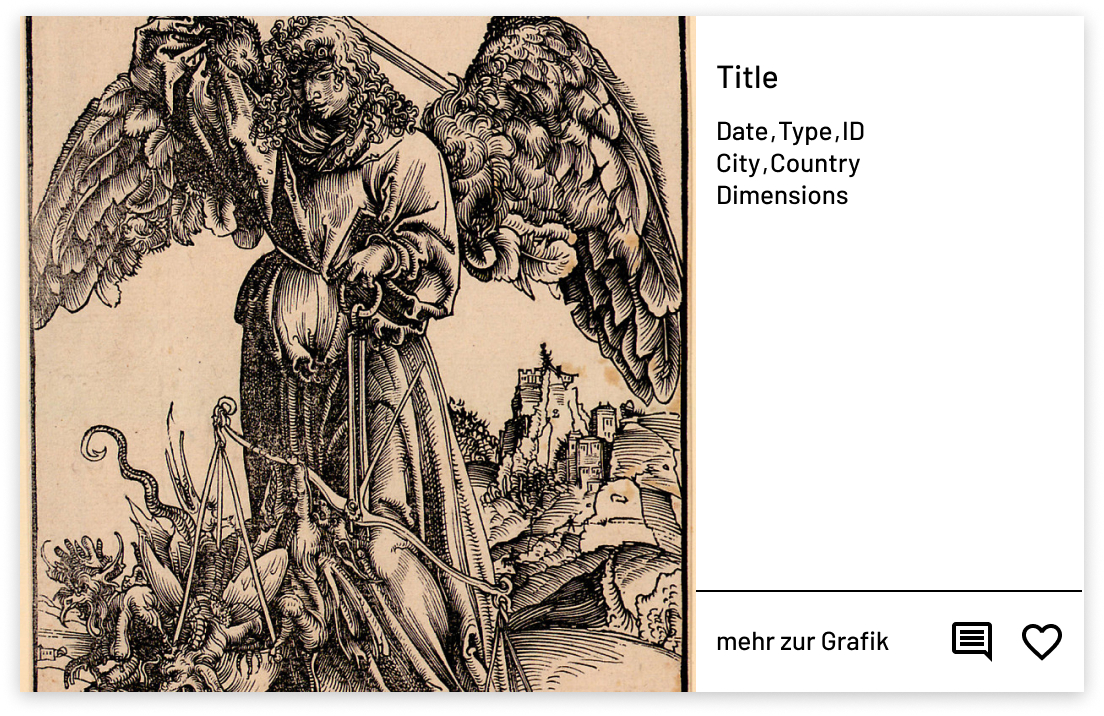 Title
Date,Type,ID
City,Country
Dimensions
mehr zur Grafik